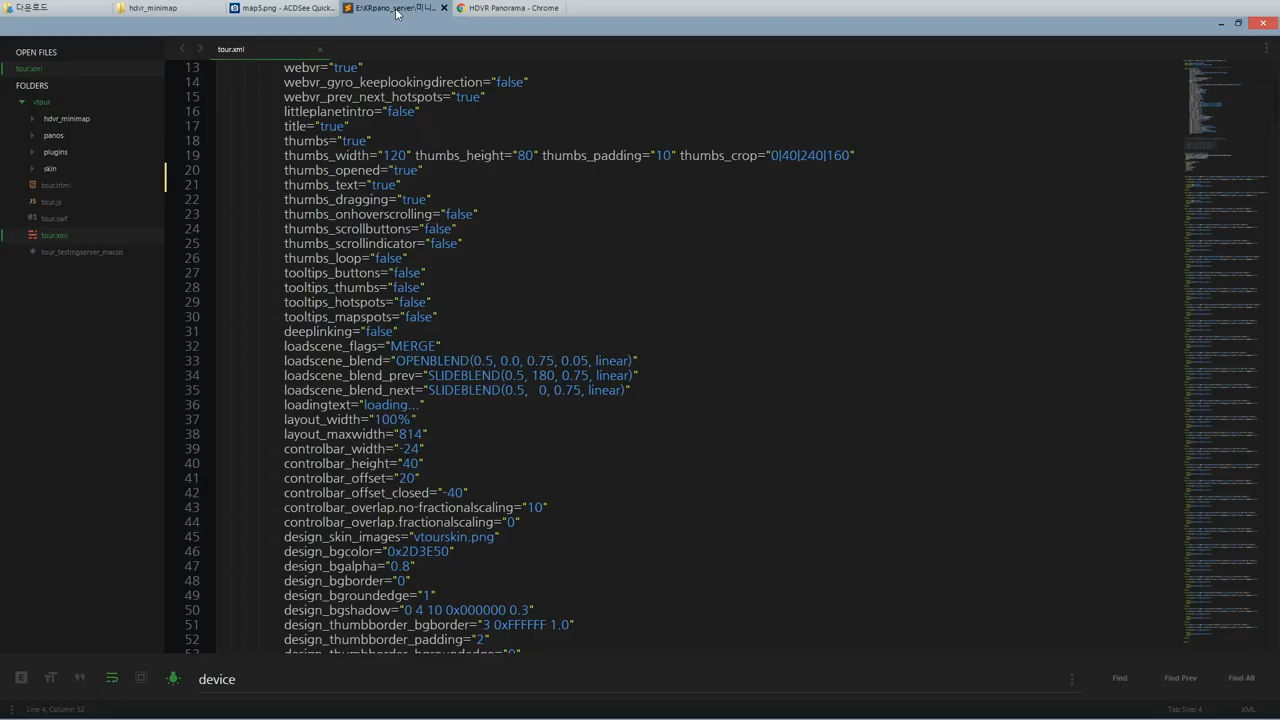 다운로드
hdvr_minimap
map5.png - ACDSee Quick...
E:\KRpano_server\미니...
HDVR Panorama - Chrome
OPEN FILES
tour.xml
FOLDERS
vtour
hdvr_minimap
panos
plugins
skin
tour.html
tour.js
tour.swf
tour.xml
tour_testingserver_macos
tour.xml
13 webvr="true"
14 webvr_gyro_keeplookingdirection="false"
15 webvr_prev_next_hotspots="true"
16 littleplanetintro="false"
17 title="true"
18 thumbs="true"
19 thumbs_width="120" thumbs_height="80" thumbs_padding="10" thumbs_crop="0|40|240|160"
20 thumbs_opened="true"
21 thumbs_text="true"
22 thumbs_dragging="true"
23 thumbs_onhoverscrolling="false"
24 thumbs_scrollbuttons="false"
25 thumbs_scrollindicator="false"
26 thumbs_loop="false"
27 tooltips_buttons="false"
28 tooltips_thumbs="false"
29 tooltips_hotspots="false"
30 tooltips_mapspots="false"
31 deeplinking="false"
32 loadscene_flags="MERGE"
33 loadscene_blend="OPENBLEND(0.5, 0.0, 0.75, 0.05, linear)"
34 loadscene_blend_prev="SLIDEBLEND(0.5, 180, 0.75, linear)"
35 loadscene_blend_next="SLIDEBLEND(0.5,   0, 0.75, linear)"
36 loadingtext="loading..."
37 layout_width="100%"
38 layout_maxwidth="814"
39 controlbar_width="-24"
40 controlbar_height="40"
41 controlbar_offset="20"
42 controlbar_offset_closed="-40"
43 controlbar_overlap_no_fractionalscaling="10"
44 controlbar_overlap_fractionalscaling="0"
45 design_skin_images="vtourskin.png"
46 design_bgcolor="0x2D3E50"
47 design_bgalpha="0.8"
48 design_bgborder="0"
49 design_bgroundedge="1"
50 design_bgshadow="0 4 10 0x000000 0.3"
51 design_thumbborder_bgborder="3 0xFFFFFF 1.0"
52 design_thumbborder_padding="2"
53 design_thumbborder_bgroundedge="0"
device
Find
Find Prev
Find All
Line 4, Column 52
Tab Size: 4
XML